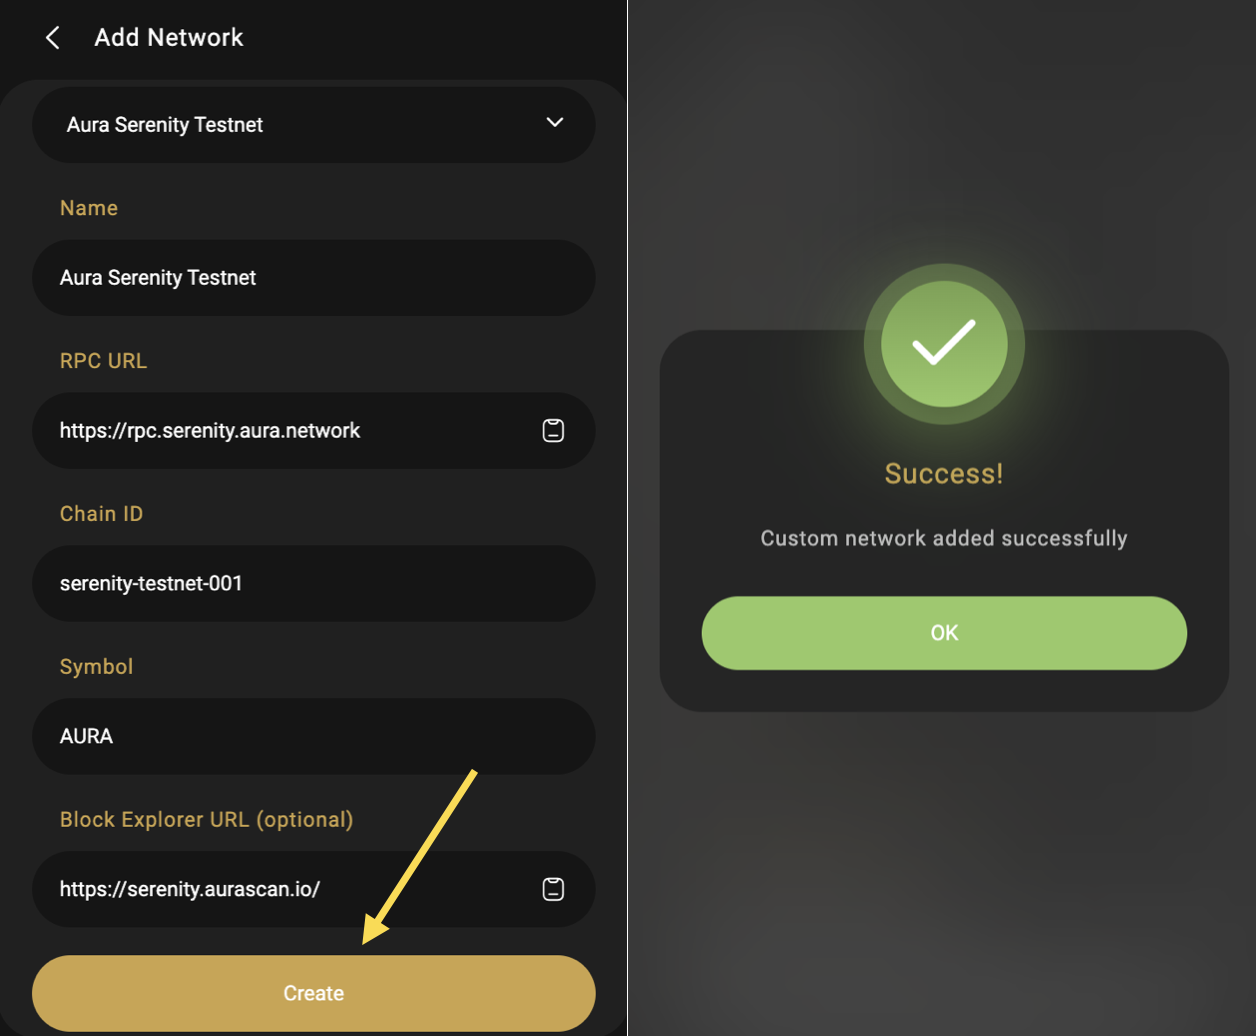 Add Network
Aura Serenity Testnet
Name
Aura Serenity Testnet
RPC URL
https://rpc.serenity.aura.network
Chain ID
serenity-testnet-001
Symbol
AURA
Block Explorer URL (optional)
https://serenity.aurascan.io/
Create
Success!
Custom network added successfully
OK